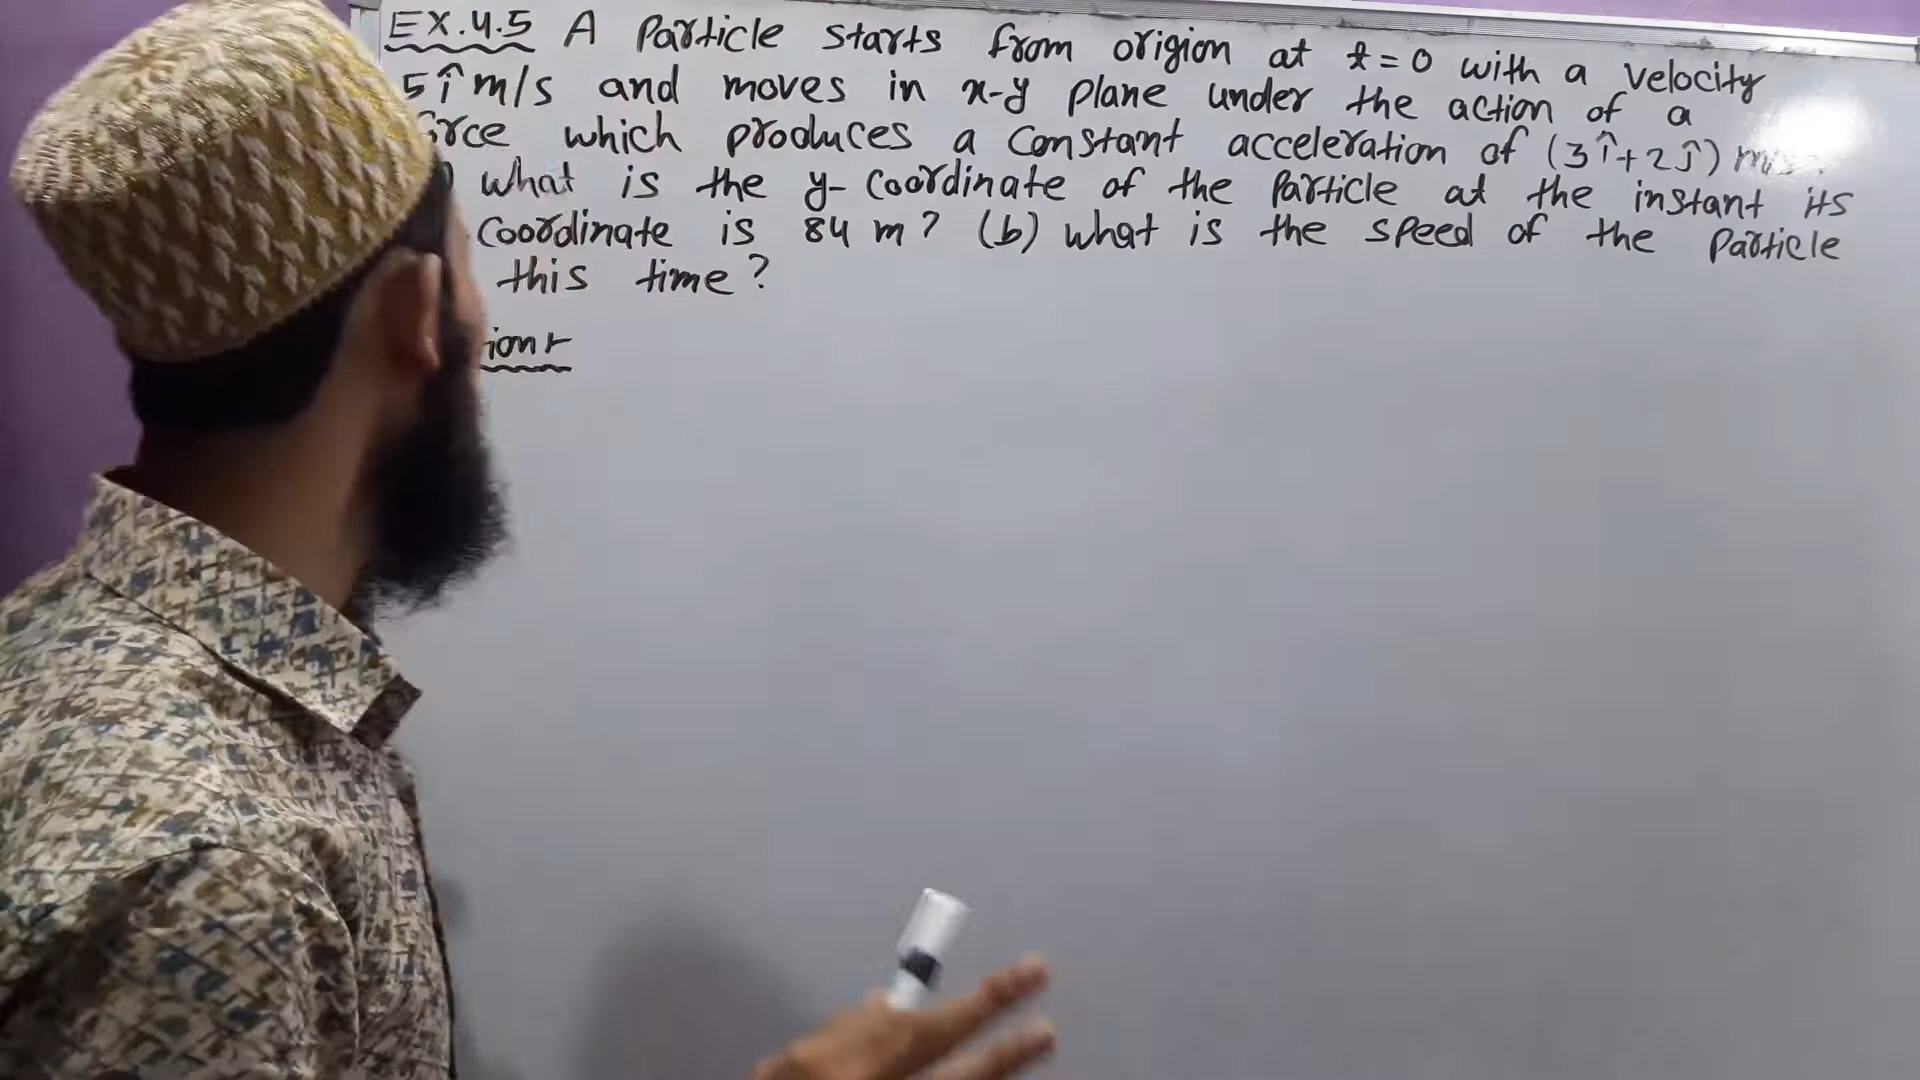 EX.4.5 A Particle starts from origion at t=0 with a velocity
5î m/s and moves in x-y plane under the action of a
which produces a constant acceleration of (3î+2ĵ)
what is the y-coordinate of the Particle at the instant its
coordinate is 84 m? (b) what is the speed of the Particle
this time?